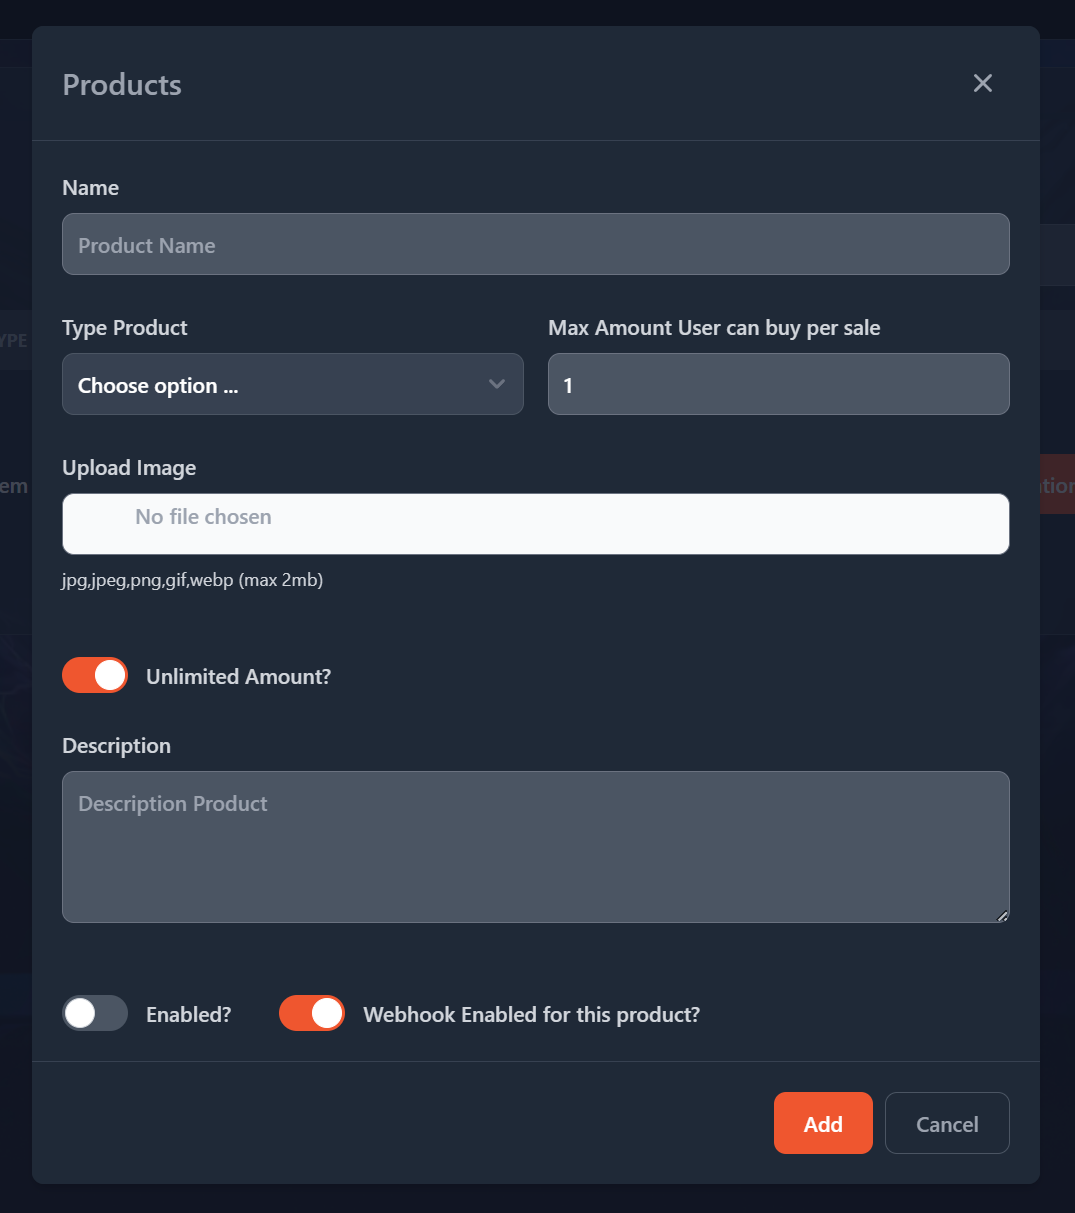 Products
Name
Product Name
Type Product
Max Amount User can buy per sale
Choose option ...
1
Upload Image
No file chosen
jpg,jpeg,png,gif,webp (max 2mb)
Unlimited Amount?
Description
Description Product
Enabled?
Webhook Enabled for this product?
Add
Cancel